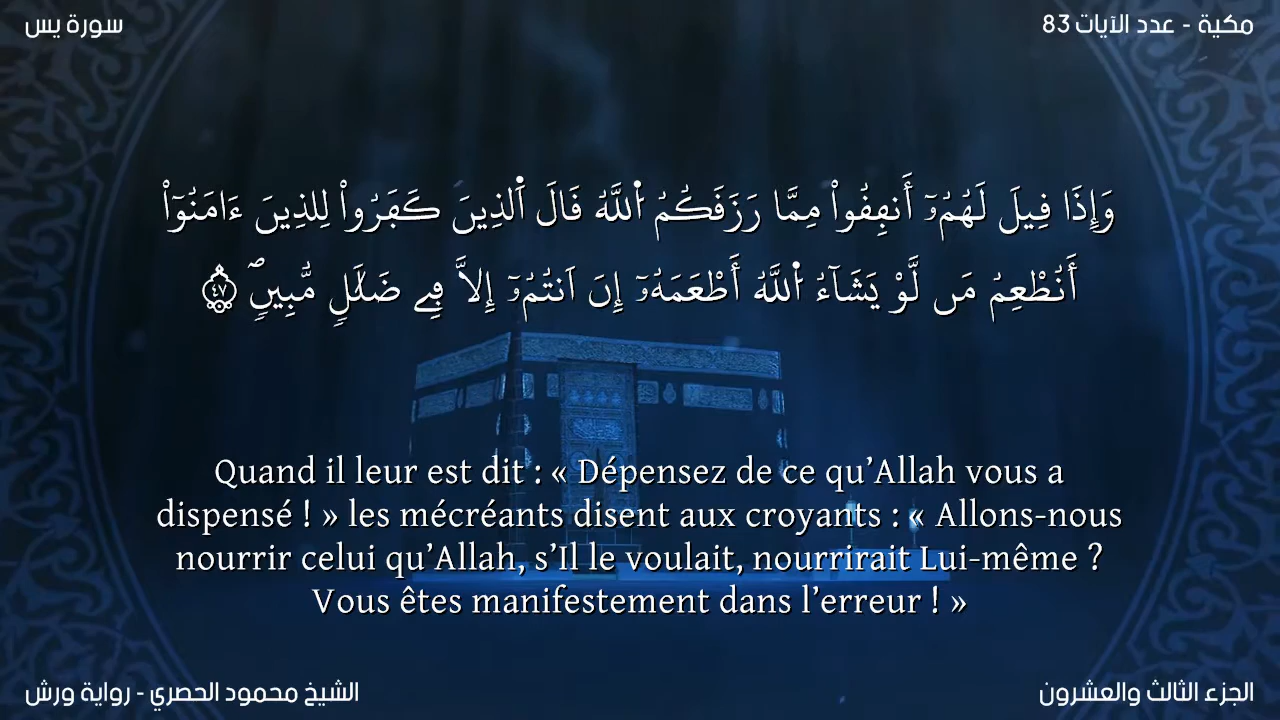 سورة يس
مكية - عدد الآيات 83
وَإِذَا فِيلَ لَهُمُۥٓ أَنفِفُواْ مِمَّا رَزَفَكُمُ اُ۬للَّهُ فَالَ اَ۬لذِينَ كَفَرُواْ لِلذِينَ ءَامَنُوٓاْ
أَنُطْعِمُ مَن لَّوْ يَشَآءُ اُ۬للَّهُ أَطْعَمَهُۥٓ إِنَ اَنتُمُۥٓ إِلاَّ فِے ضَلَٰلٖ مُّبِينٖۖ ٤٧
Quand il leur est dit : « Dépensez de ce qu’Allah vous a
dispensé ! » les mécréants disent aux croyants : « Allons-nous
nourrir celui qu’Allah, s’Il le voulait, nourrirait Lui-même ?
Vous êtes manifestement dans l’erreur ! »
الشيخ محمود الحصري - رواية ورش
الجزء الثالث والعشرون